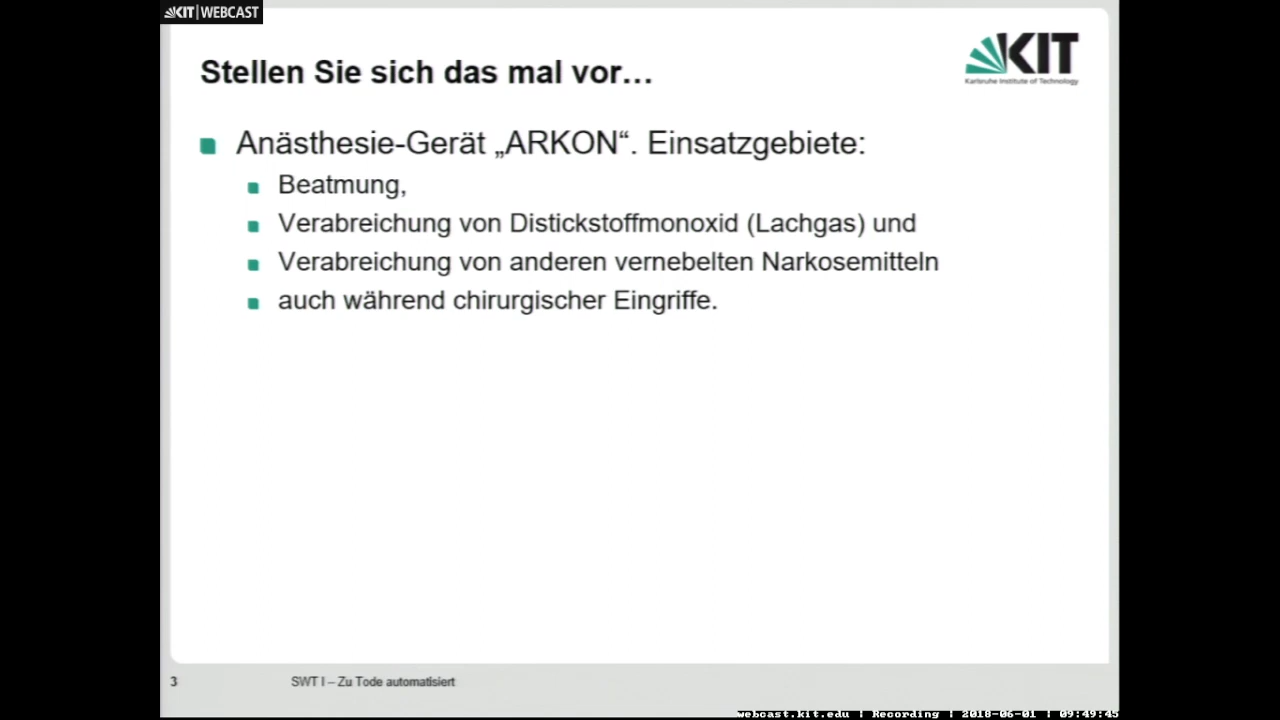 KIT | WEBCAST
Stellen Sie sich das mal vor…
KIT
Karlsruhe Institute of Technology
Anästhesie-Gerät „ARKON“. Einsatzgebiete:
Beatmung,
Verabreichung von Distickstoffmonoxid (Lachgas) und
Verabreichung von anderen vernebelten Narkosemitteln
auch während chirurgischer Eingriffe.
3
SWT I – Zu Tode automatisiert
webcast.kit.edu | Recording | 2018-06-01 | 09:49:45